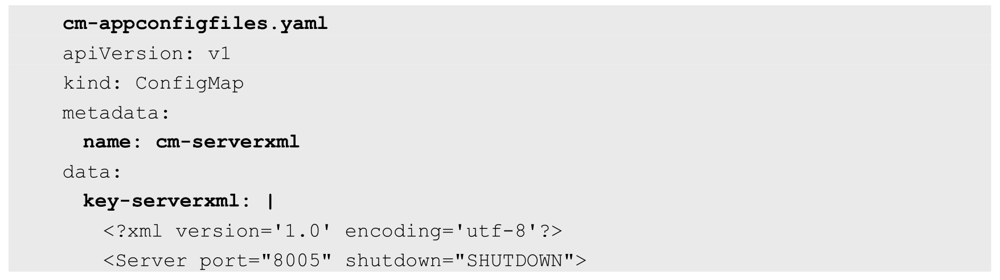 cm-appconfigfiles.yaml
apiVersion: v1
kind: ConfigMap
metadata:
  name: cm-serverxml
data:
  key-serverxml: |
    <?xml version='1.0' encoding='utf-8'?>
    <Server port="8005" shutdown="SHUTDOWN">